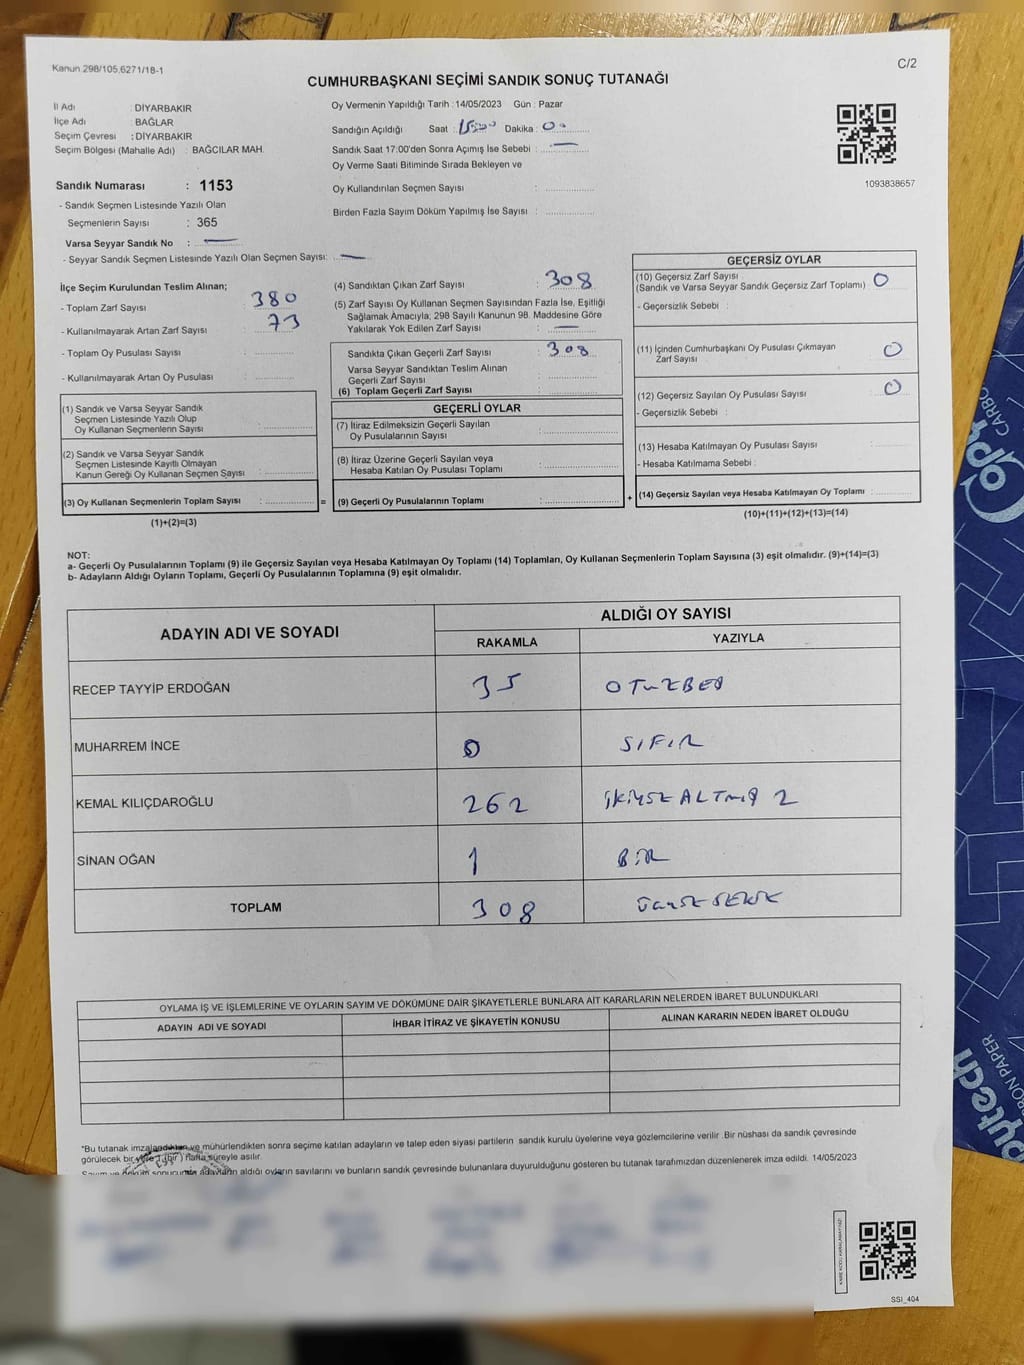 Kanun 298/105,6271/18-1
C/2
CUMHURBAŞKANI SEÇİMİ SANDIK SONUÇ TUTANAĞI
İl Adı : DİYARBAKIR
İlçe Adı : BAĞLAR
Seçim Çevresi : DİYARBAKIR
Seçim Bölgesi (Mahalle Adı) : BAĞCILAR MAH.
Sandık Numarası : 1153
- Sandık Seçmen Listesinde Yazılı Olan
Seçmenlerin Sayısı : 365
Varsa Seyyar Sandık No :
- Seyyar Sandık Seçmen Listesinde Yazılı Olan Seçmen Sayısı:
Oy Vermenin Yapıldığı Tarih : 14/05/2023 Gün : Pazar
Sandığın Açıldığı Saat : Dakika : 00
Sandık Saat 17:00'den Sonra Açımış İse Sebebi :
Oy Verme Saati Bitiminde Sırada Bekleyen ve
Oy Kullandırılan Seçmen Sayısı :
Birden Fazla Sayım Döküm Yapılmış İse Sayısı :
1093838657
İlçe Seçim Kurulundan Teslim Alınan;
- Toplam Zarf Sayısı : 380
- Kullanılmayarak Artan Zarf Sayısı : 73
- Toplam Oy Pusulası Sayısı :
- Kullanılmayarak Artan Oy Pusulası :
(1) Sandık ve Varsa Seyyar Sandık
Seçmen Listesinde Yazılı Olup
Oy Kullanan Seçmenlerin Sayısı :
(2) Sandık ve Varsa Seyyar Sandık
Seçmen Listesinde Kayıtlı Olmayan
Kanun Gereği Oy Kullanan Seçmen Sayısı :
(3) Oy Kullanan Seçmenlerin Toplam Sayısı :
(1)+(2)=(3)
(4) Sandıktan Çıkan Zarf Sayısı : 308
(5) Zarf Sayısı Oy Kullanan Seçmen Sayısından Fazla İse, Eşitliği
Sağlamak Amacıyla; 298 Sayılı Kanunun 98. Maddesine Göre
Yakılarak Yok Edilen Zarf Sayısı :
Sandıkta Çıkan Geçerli Zarf Sayısı : 308
Varsa Seyyar Sandıktan Teslim Alınan
Geçerli Zarf Sayısı :
(6) Toplam Geçerli Zarf Sayısı :
GEÇERLİ OYLAR
(7) İtiraz Edilmeksizin Geçerli Sayılan
Oy Pusulalarının Sayısı :
(8) İtiraz Üzerine Geçerli Sayılan veya
Hesaba Katılan Oy Pusulası Toplamı :
= (9) Geçerli Oy Pusulalarının Toplamı :
GEÇERSİZ OYLAR
(10) Geçersiz Zarf Sayısı : 0
(Sandık ve Varsa Seyyar Sandık Geçersiz Zarf Toplamı)
- Geçersizlik Sebebi :
(11) İçinden Cumhurbaşkanı Oy Pusulası Çıkmayan
Zarf Sayısı : 0
(12) Geçersiz Sayılan Oy Pusulası Sayısı : 0
- Geçersizlik Sebebi :
(13) Hesaba Katılmayan Oy Pusulası Sayısı :
- Hesaba Katılmama Sebebi :
+ (14) Geçersiz Sayılan veya Hesaba Katılmayan Oy Toplamı :
(10)+(11)+(12)+(13)=(14)
NOT:
a- Geçerli Oy Pusulalarının Toplamı (9) ile Geçersiz Sayılan veya Hesaba Katılmayan Oy Toplamı (14) Toplamları, Oy Kullanan Seçmenlerin Toplam Sayısına (3) eşit olmalıdır. (9)+(14)=(3)
b- Adayların Aldığı Oyların Toplamı, Geçerli Oy Pusulalarının Toplamına (9) eşit olmalıdır.
ADAYIN ADI VE SOYADI
ALDIĞI OY SAYISI
RAKAMLA YAZIYLA
RECEP TAYYİP ERDOĞAN 35 OTUZBEŞ
MUHARREM İNCE 0 SIFIR
KEMAL KILIÇDAROĞLU 262 2
SİNAN OĞAN 1 BİR
TOPLAM 308
OYLAMA İŞ VE İŞLEMLERİNE VE OYLARIN SAYIM VE DÖKÜMÜNE DAİR ŞİKAYETLERLE BUNLARA AİT KARARLARIN NELERDEN İBARET BULUNDUKLARI
ADAYIN ADI VE SOYADI İHBAR İTİRAZ VE ŞİKAYETİN KONUSU ALINAN KARARIN NEDEN İBARET OLDUĞU
*Bu tutanak imzalandıktan ve mühürlendikten sonra seçime katılan adayların ve talep eden siyasi partilerin sandık kurulu üyelerine veya gözlemcilerine verilir .Bir nüshası da sandık çevresinde
görülecek bir yere 1 (bir) hafta süreyle asılır.
Sayım ve döküm sonucunda adayların aldığı oyların sayılarını ve bunların sandık çevresinde bulunanlara duyurulduğunu gösteren bu tutanak tarafımızdan düzenlenerek imza edildi. 14/05/2023
SSI_404
Copytech
CARBON PAPER